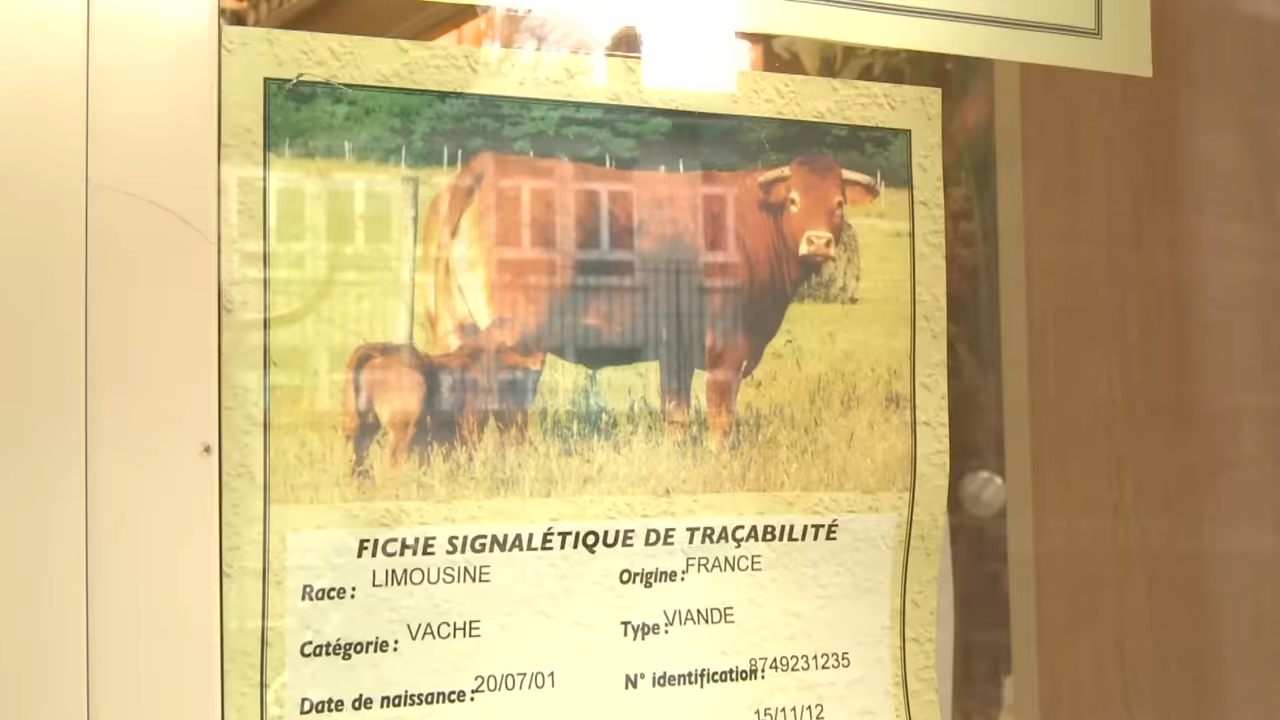 FICHE SIGNALÉTIQUE DE TRAÇABILITÉ
Race : LIMOUSINE
Origine : FRANCE
Catégorie : VACHE
Type : VIANDE
Date de naissance : 20/07/01
N° identification : 8749231235
15/11/12